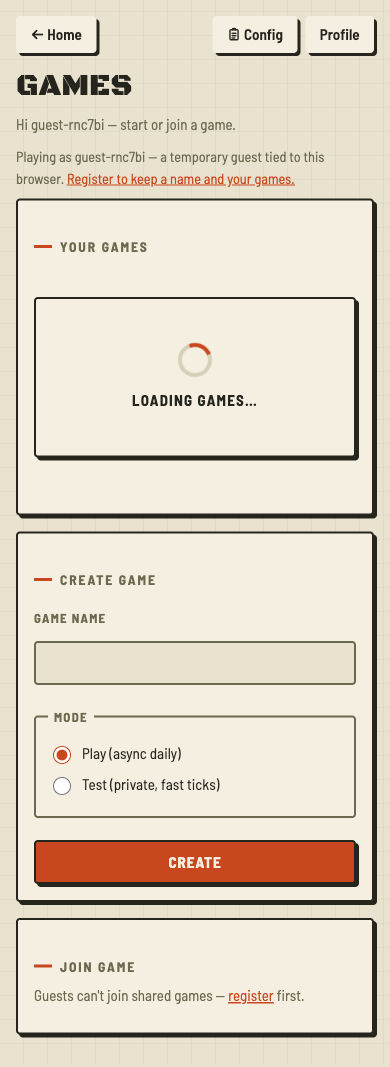 ← Home
Config
Profile
GAMES
Hi guest-rnc7bi — start or join a game.
Playing as guest-rnc7bi — a temporary guest tied to this
browser. Register to keep a name and your games.
YOUR GAMES
LOADING GAMES...
CREATE GAME
GAME NAME
MODE
Play (async daily)
Test (private, fast ticks)
CREATE
JOIN GAME
Guests can't join shared games — register first.